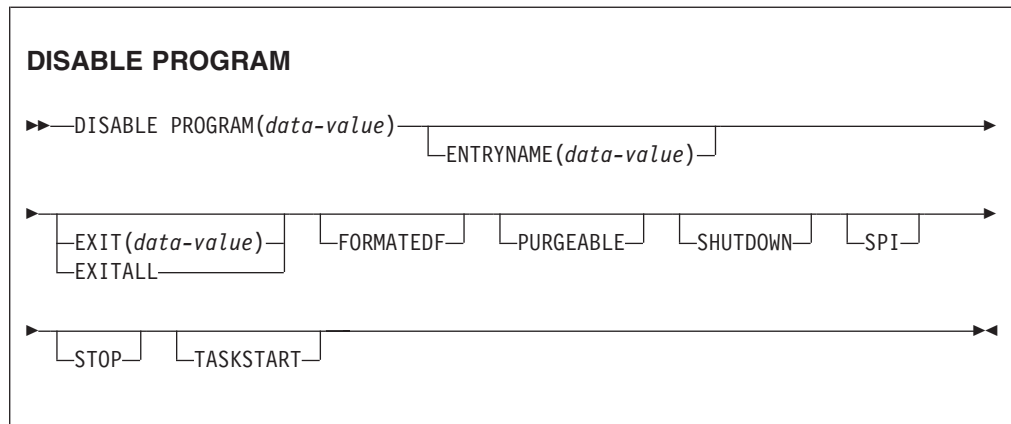 DISABLE PROGRAM
DISABLE PROGRAM(data-value)
ENTRYNAME(data-value)
EXIT(data-value) FORMATEDF PURGEABLE SHUTDOWN SPI
EXITALL
STOP TASKSTART